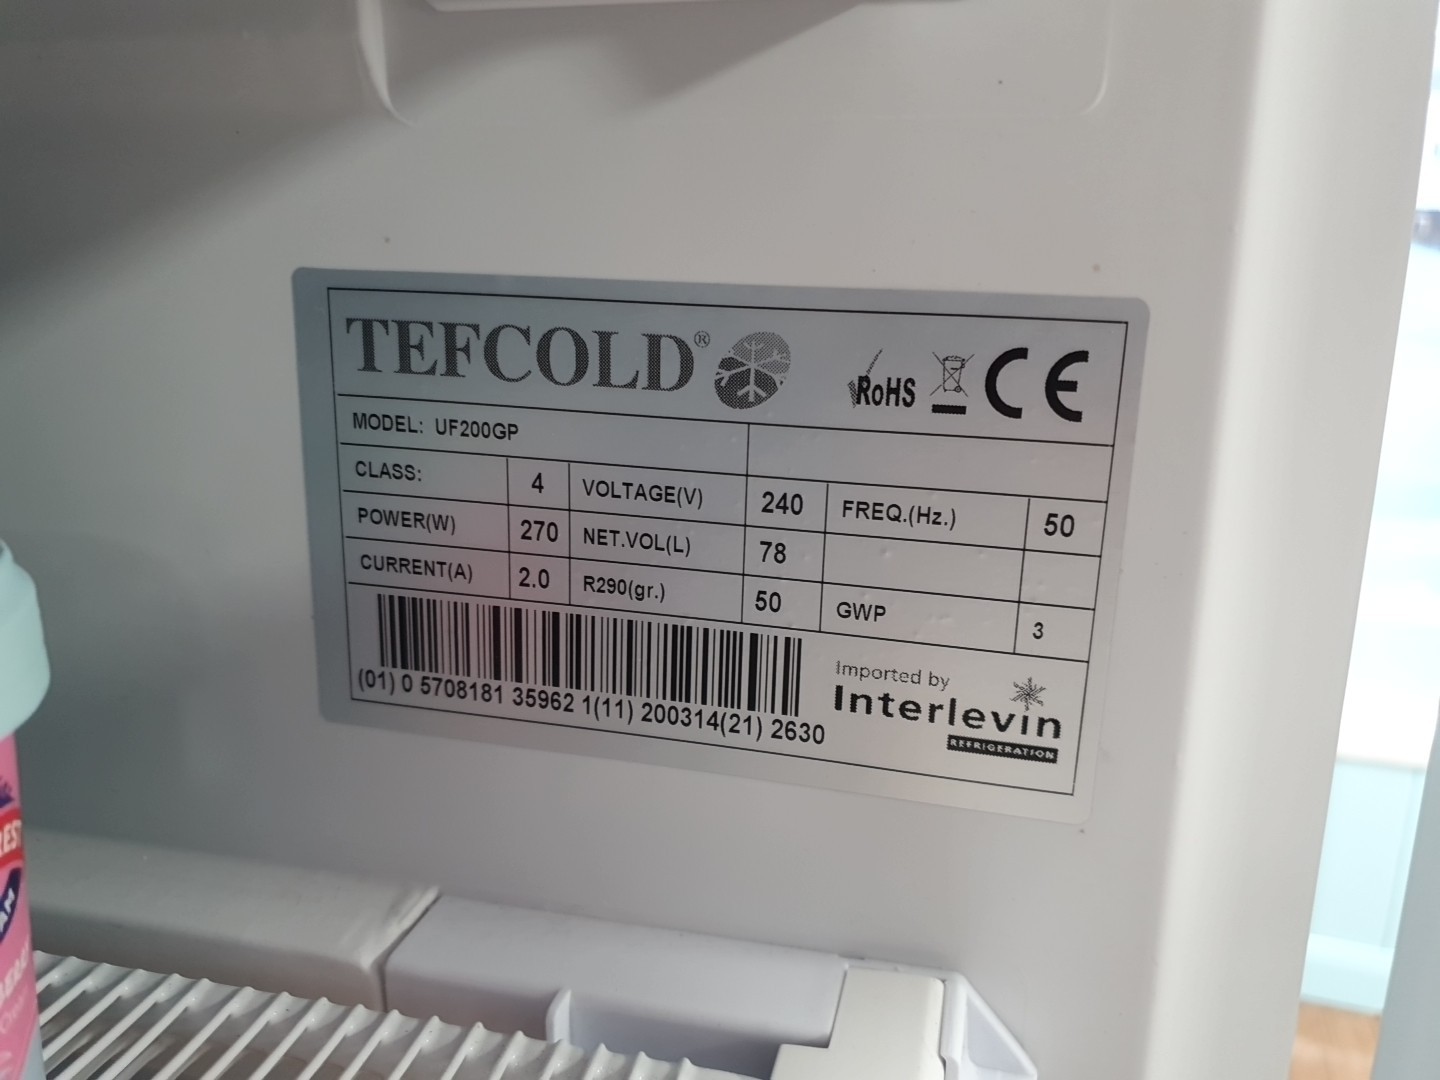 TEFCOLD®
RoHS CE
MODEL: UF200GP
CLASS: 4 VOLTAGE(V) 240 FREQ.(Hz.) 50
POWER(W) 270 NET.VOL(L) 78
CURRENT(A) 2.0 R290(gr.) 50 GWP 3
(01) 0 5708181 35962 1(11) 200314(21) 2630
Imported by
Interlevin
REFRIGERATION